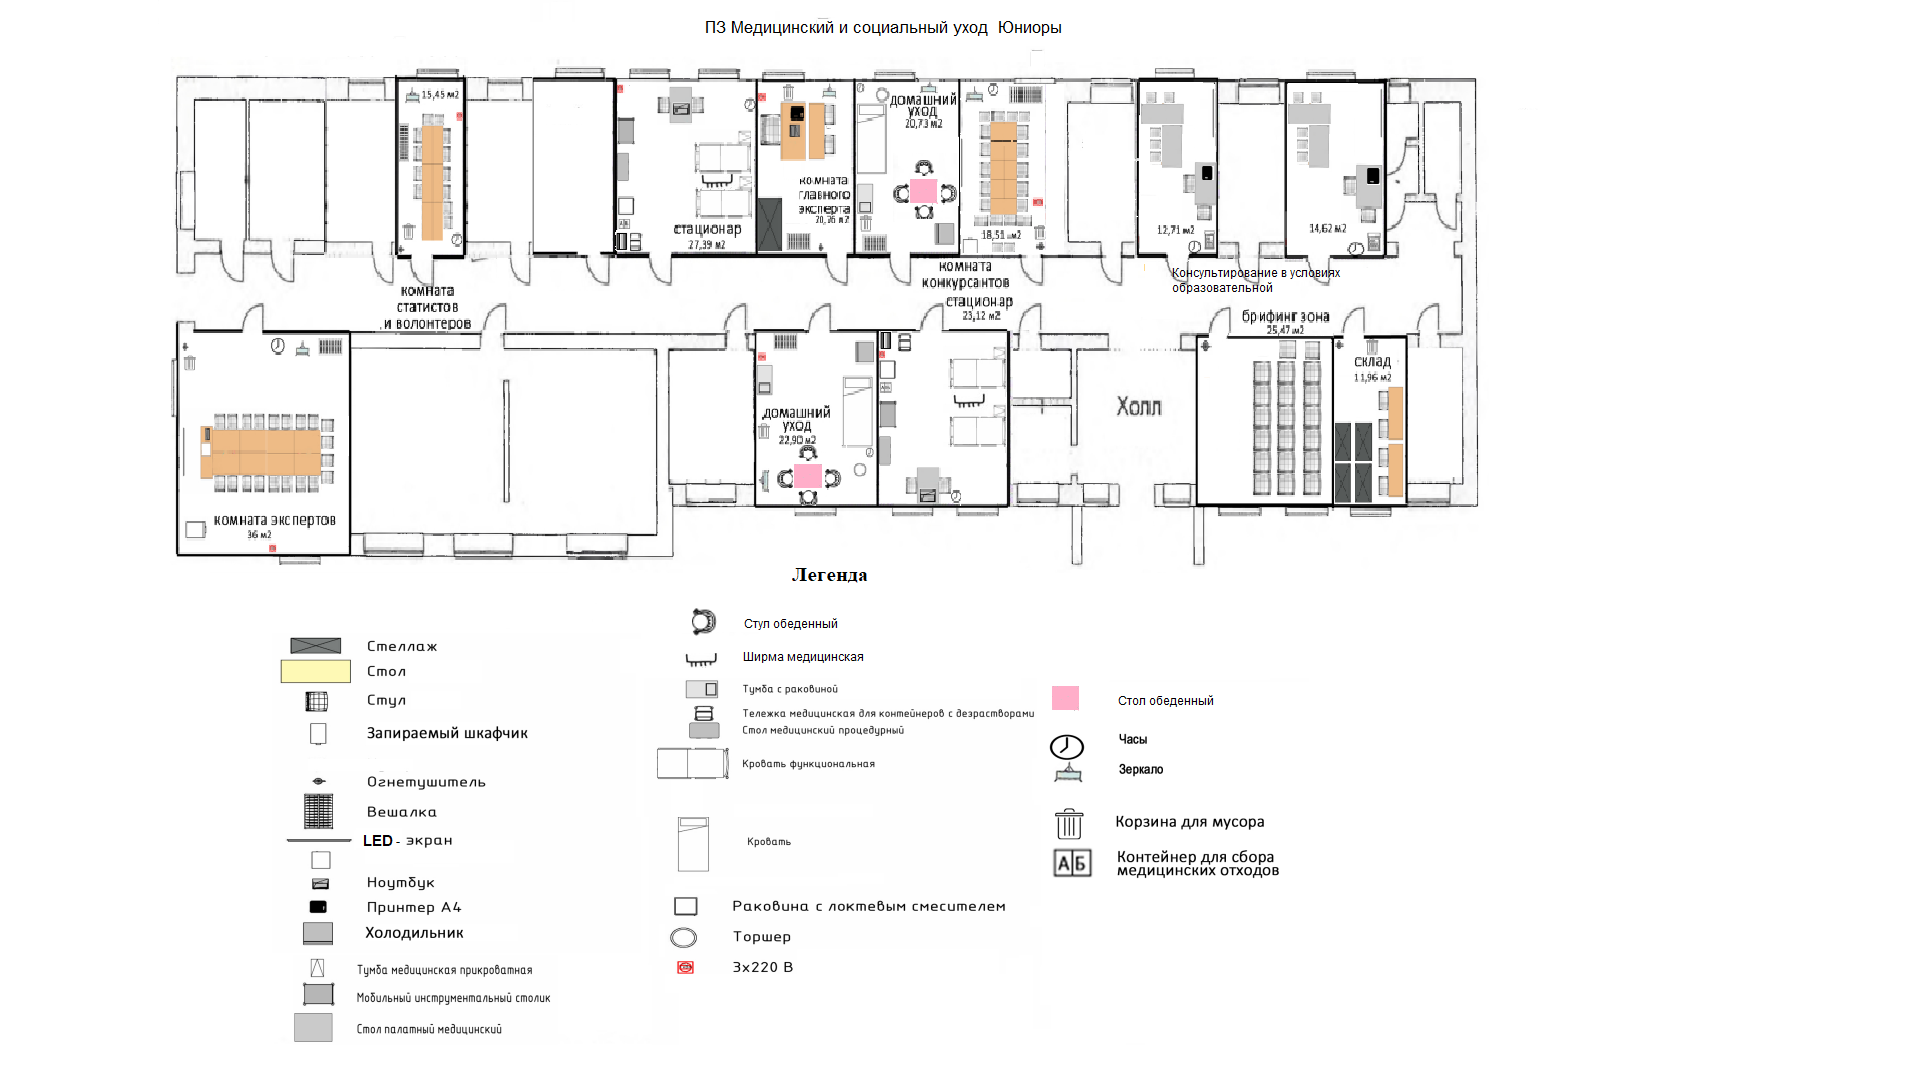 ПЗ Медицинский и социальный уход Юниоры
15,45 м2
стационар
27,39 м2
комната
главного
эксперта
20,76 м2
домашний
уход
20,73 м2
18,51 м2
12,71 м2
14,62 м2
комната
статистов
и волонтеров
комната
конкурсантов
стационар
23,12 м2
Консультирование в условиях
образовательной
брифинг зона
25,47 м2
склад
11,96 м2
Холл
домашний
уход
22,90 м2
комната экспертов
36 м2
Легенда
Стеллаж
Стол
Стул
Запираемый шкафчик
Огнетушитель
Вешалка
LED - экран
Ноутбук
Принтер А4
Холодильник
Тумба медицинская прикроватная
Мобильный инструментальный столик
Стол палатный медицинский
Стул обеденный
Ширма медицинская
Тумба с раковиной
Тележка медицинская для контейнеров с дезрастворами
Стол медицинский процедурный
Кровать функциональная
Кровать
Раковина с локтевым смесителем
Торшер
3х220 В
Стол обеденный
Часы
Зеркало
Корзина для мусора
А Б
Контейнер для сбора
медицинских отходов